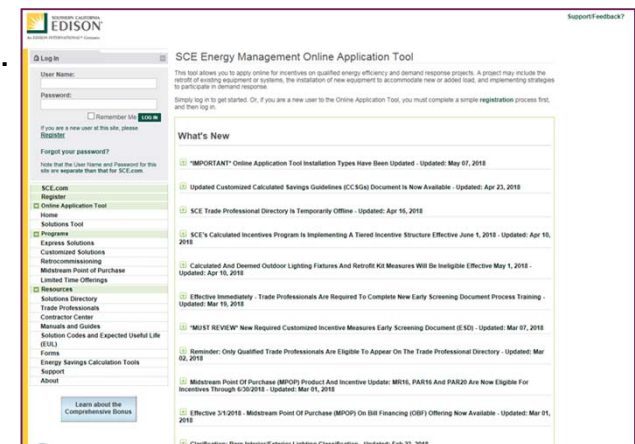 SOUTHERN CALIFORNIA
EDISON
An EDISON INTERNATIONAL® Company
Support/Feedback?
Log In
User Name:
Password:
Remember Me LOG IN
If you are a new user at this site, please
Register
Forgot your password?
Note that the User Name and Password for this
site are separate than that for SCE.com.
SCE.com
Register
Online Application Tool
Home
Solutions Tool
Programs
Express Solutions
Customized Solutions
Retrocommissioning
Midstream Point of Purchase
Limited Time Offerings
Resources
Solutions Directory
Trade Professionals
Contractor Center
Manuals and Guides
Solution Codes and Expected Useful Life
(EUL)
Forms
Energy Savings Calculation Tools
Support
About
Learn about the
Comprehensive Bonus
SCE Energy Management Online Application Tool
This tool allows you to apply online for incentives on qualified energy efficiency and demand response projects. A project may include the
retrofit of existing equipment or systems, the installation of new equipment to accommodate new or added load, and implementing strategies
to participate in demand response.
Simply log in to get started. Or, if you are a new user to the Online Application Tool, you must complete a simple registration process first,
and then log in.
What's New
*IMPORTANT* Online Application Tool Installation Types Have Been Updated - Updated: May 07, 2018
Updated Customized Calculated Savings Guidelines (CCSGs) Document Is Now Available - Updated: Apr 23, 2018
SCE Trade Professional Directory Is Temporarily Offline - Updated: Apr 16, 2018
SCE's Calculated Incentives Program Is Implementing A Tiered Incentive Structure Effective June 1, 2018 - Updated: Apr 10,
2018
Calculated And Deemed Outdoor Lighting Fixtures And Retrofit Kit Measures Will Be Ineligible Effective May 1, 2018 -
Updated: Apr 10, 2018
Effective Immediately - Trade Professionals Are Required To Complete New Early Screening Document Process Training -
Updated: Mar 19, 2018
*MUST REVIEW* New Required Customized Incentive Measures Early Screening Document (ESD) - Updated: Mar 07, 2018
Reminder: Only Qualified Trade Professionals Are Eligible To Appear On The Trade Professional Directory - Updated: Mar
02, 2018
Midstream Point Of Purchase (MPOP) Product And Incentive Update: MR16, PAR16 And PAR20 Are Now Eligible For
Incentives Through 6/30/2018 - Updated: Mar 01, 2018
Effective 3/1/2018 - Midstream Point Of Purchase (MPOP) On Bill Financing (OBF) Offering Now Available - Updated: Mar 01,
2018
Interior/Exterior Lighting Classification - Updated: Feb 22, 2018